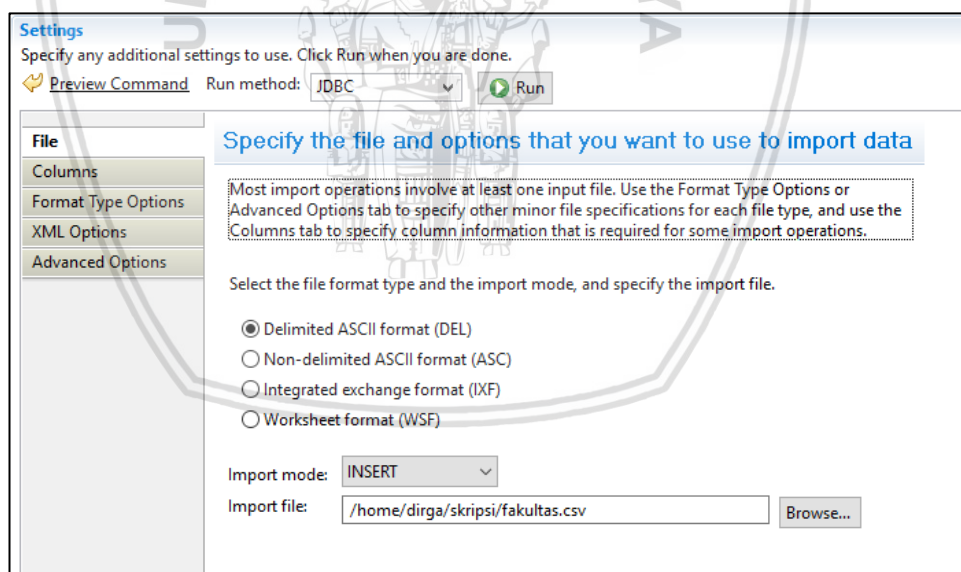 Settings
Specify any additional settings to use. Click Run when you are done.
Preview Command Run method: JDBC Run
File
Columns
Format Type Options
XML Options
Advanced Options
Specify the file and options that you want to use to import data
Most import operations involve at least one input file. Use the Format Type Options or
Advanced Options tab to specify other minor file specifications for each file type, and use the
Columns tab to specify column information that is required for some import operations.
Select the file format type and the import mode, and specify the import file.
Delimited ASCII format (DEL)
Non-delimited ASCII format (ASC)
Integrated exchange format (IXF)
Worksheet format (WSF)
Import mode: INSERT
Import file: /home/dirga/skripsi/fakultas.csv Browse...